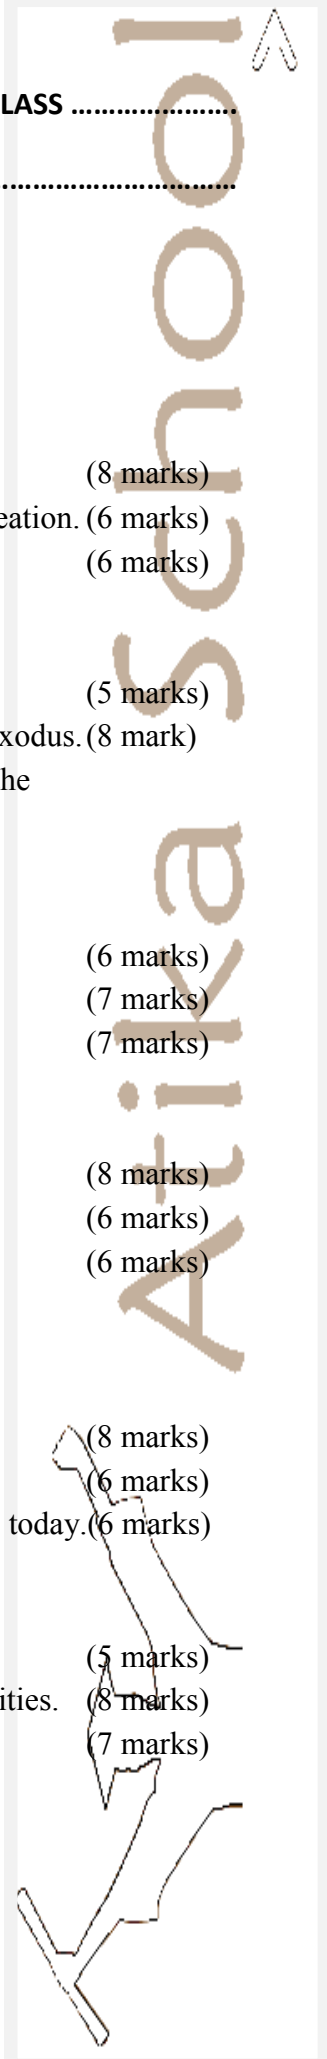 LASS ......................
................................
(8 marks)
eation. (6 marks)
(6 marks)
(5 marks)
xodus. (8 mark)
he
(6 marks)
(7 marks)
(7 marks)
(8 marks)
(6 marks)
(6 marks)
(8 marks)
(6 marks)
today.(6 marks)
(5 marks)
ities. (8 marks)
(7 marks)
Atika School